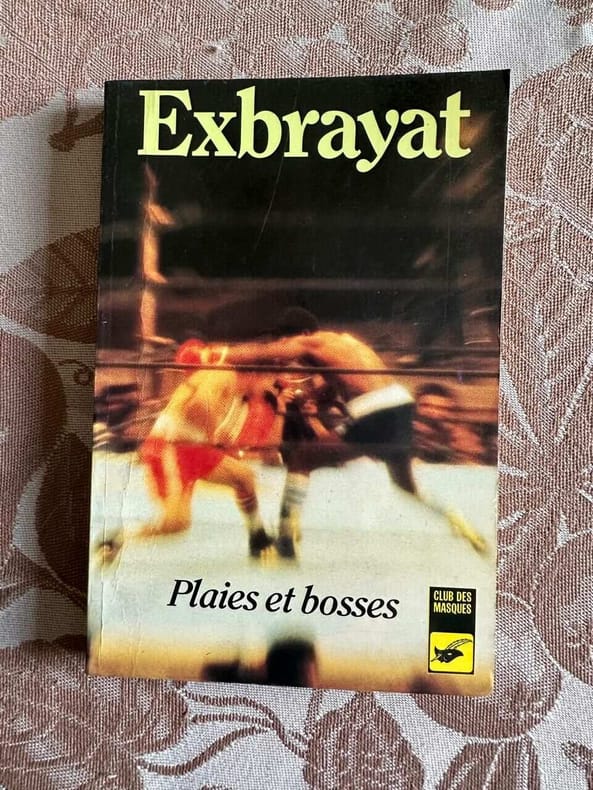 Exbrayat
Plaies et bosses
CLUB DES
MASQUES